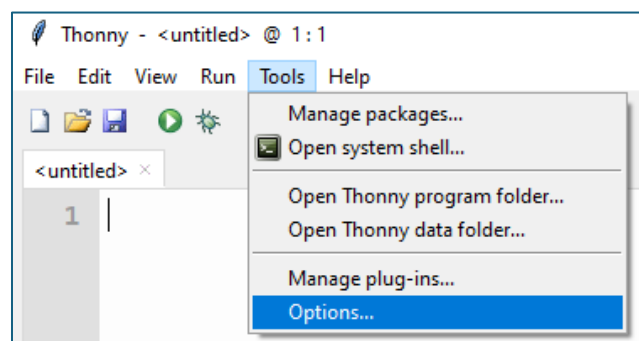 Thonny - <untitled> @ 1:1
File Edit View Run Tools Help
Manage packages...
Open system shell...
<untitled> ×
Open Thonny program folder...
1
Open Thonny data folder...
Manage plug-ins...
Options...